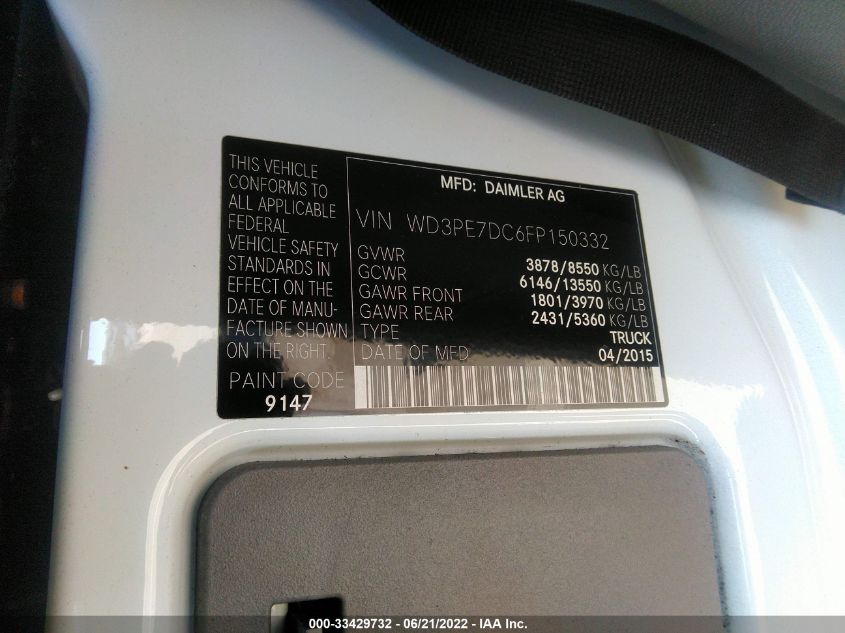 THIS VEHICLE
CONFORMS TO
ALL APPLICABLE
FEDERAL
VEHICLE SAFETY
STANDARDS IN
EFFECT ON THE
DATE OF MANU-
FACTURE SHOWN
ON THE RIGHT.
PAINT CODE
9147
MFD: DAIMLER AG
VIN WD3PE7DC6FP150332
GVWR 3878/8550 KG/LB
GCWR 6146/13550 KG/LB
GAWR FRONT 1801/3970 KG/LB
GAWR REAR 2431/5360 KG/LB
TYPE TRUCK
DATE OF MFD 04/2015
000-33429732 - 06/21/2022 - IAA Inc.